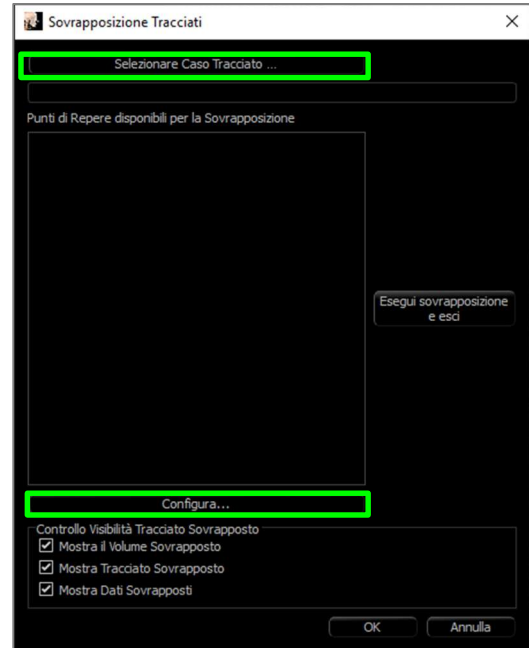 Sovrapposizione Tracciati
Selezionare Caso Tracciato ...
Punti di Repere disponibili per la Sovrapposizione
Esegui sovrapposizione
e esci
Configura...
Controllo Visibilità Tracciato Sovrapposto
Mostra il Volume Sovrapposto
Mostra Tracciato Sovrapposto
Mostra Dati Sovrapposti
OK
Annulla